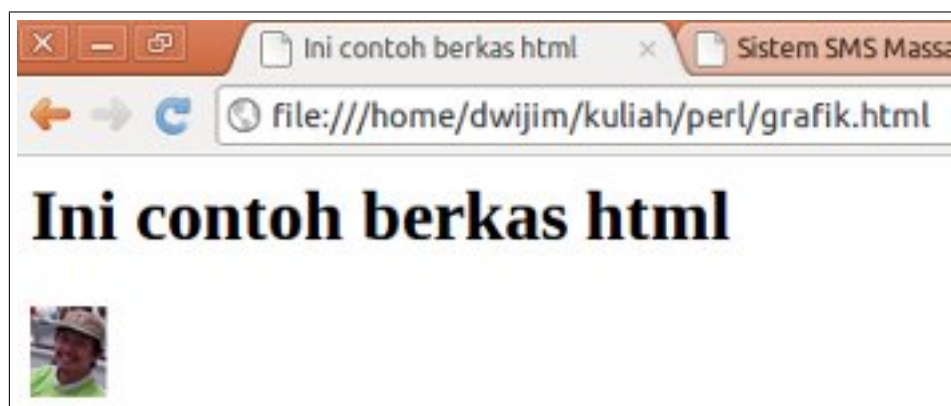 Ini contoh berkas html
Sistem SMS Massa
file:///home/dwijim/kuliah/perl/grafik.html
Ini contoh berkas html